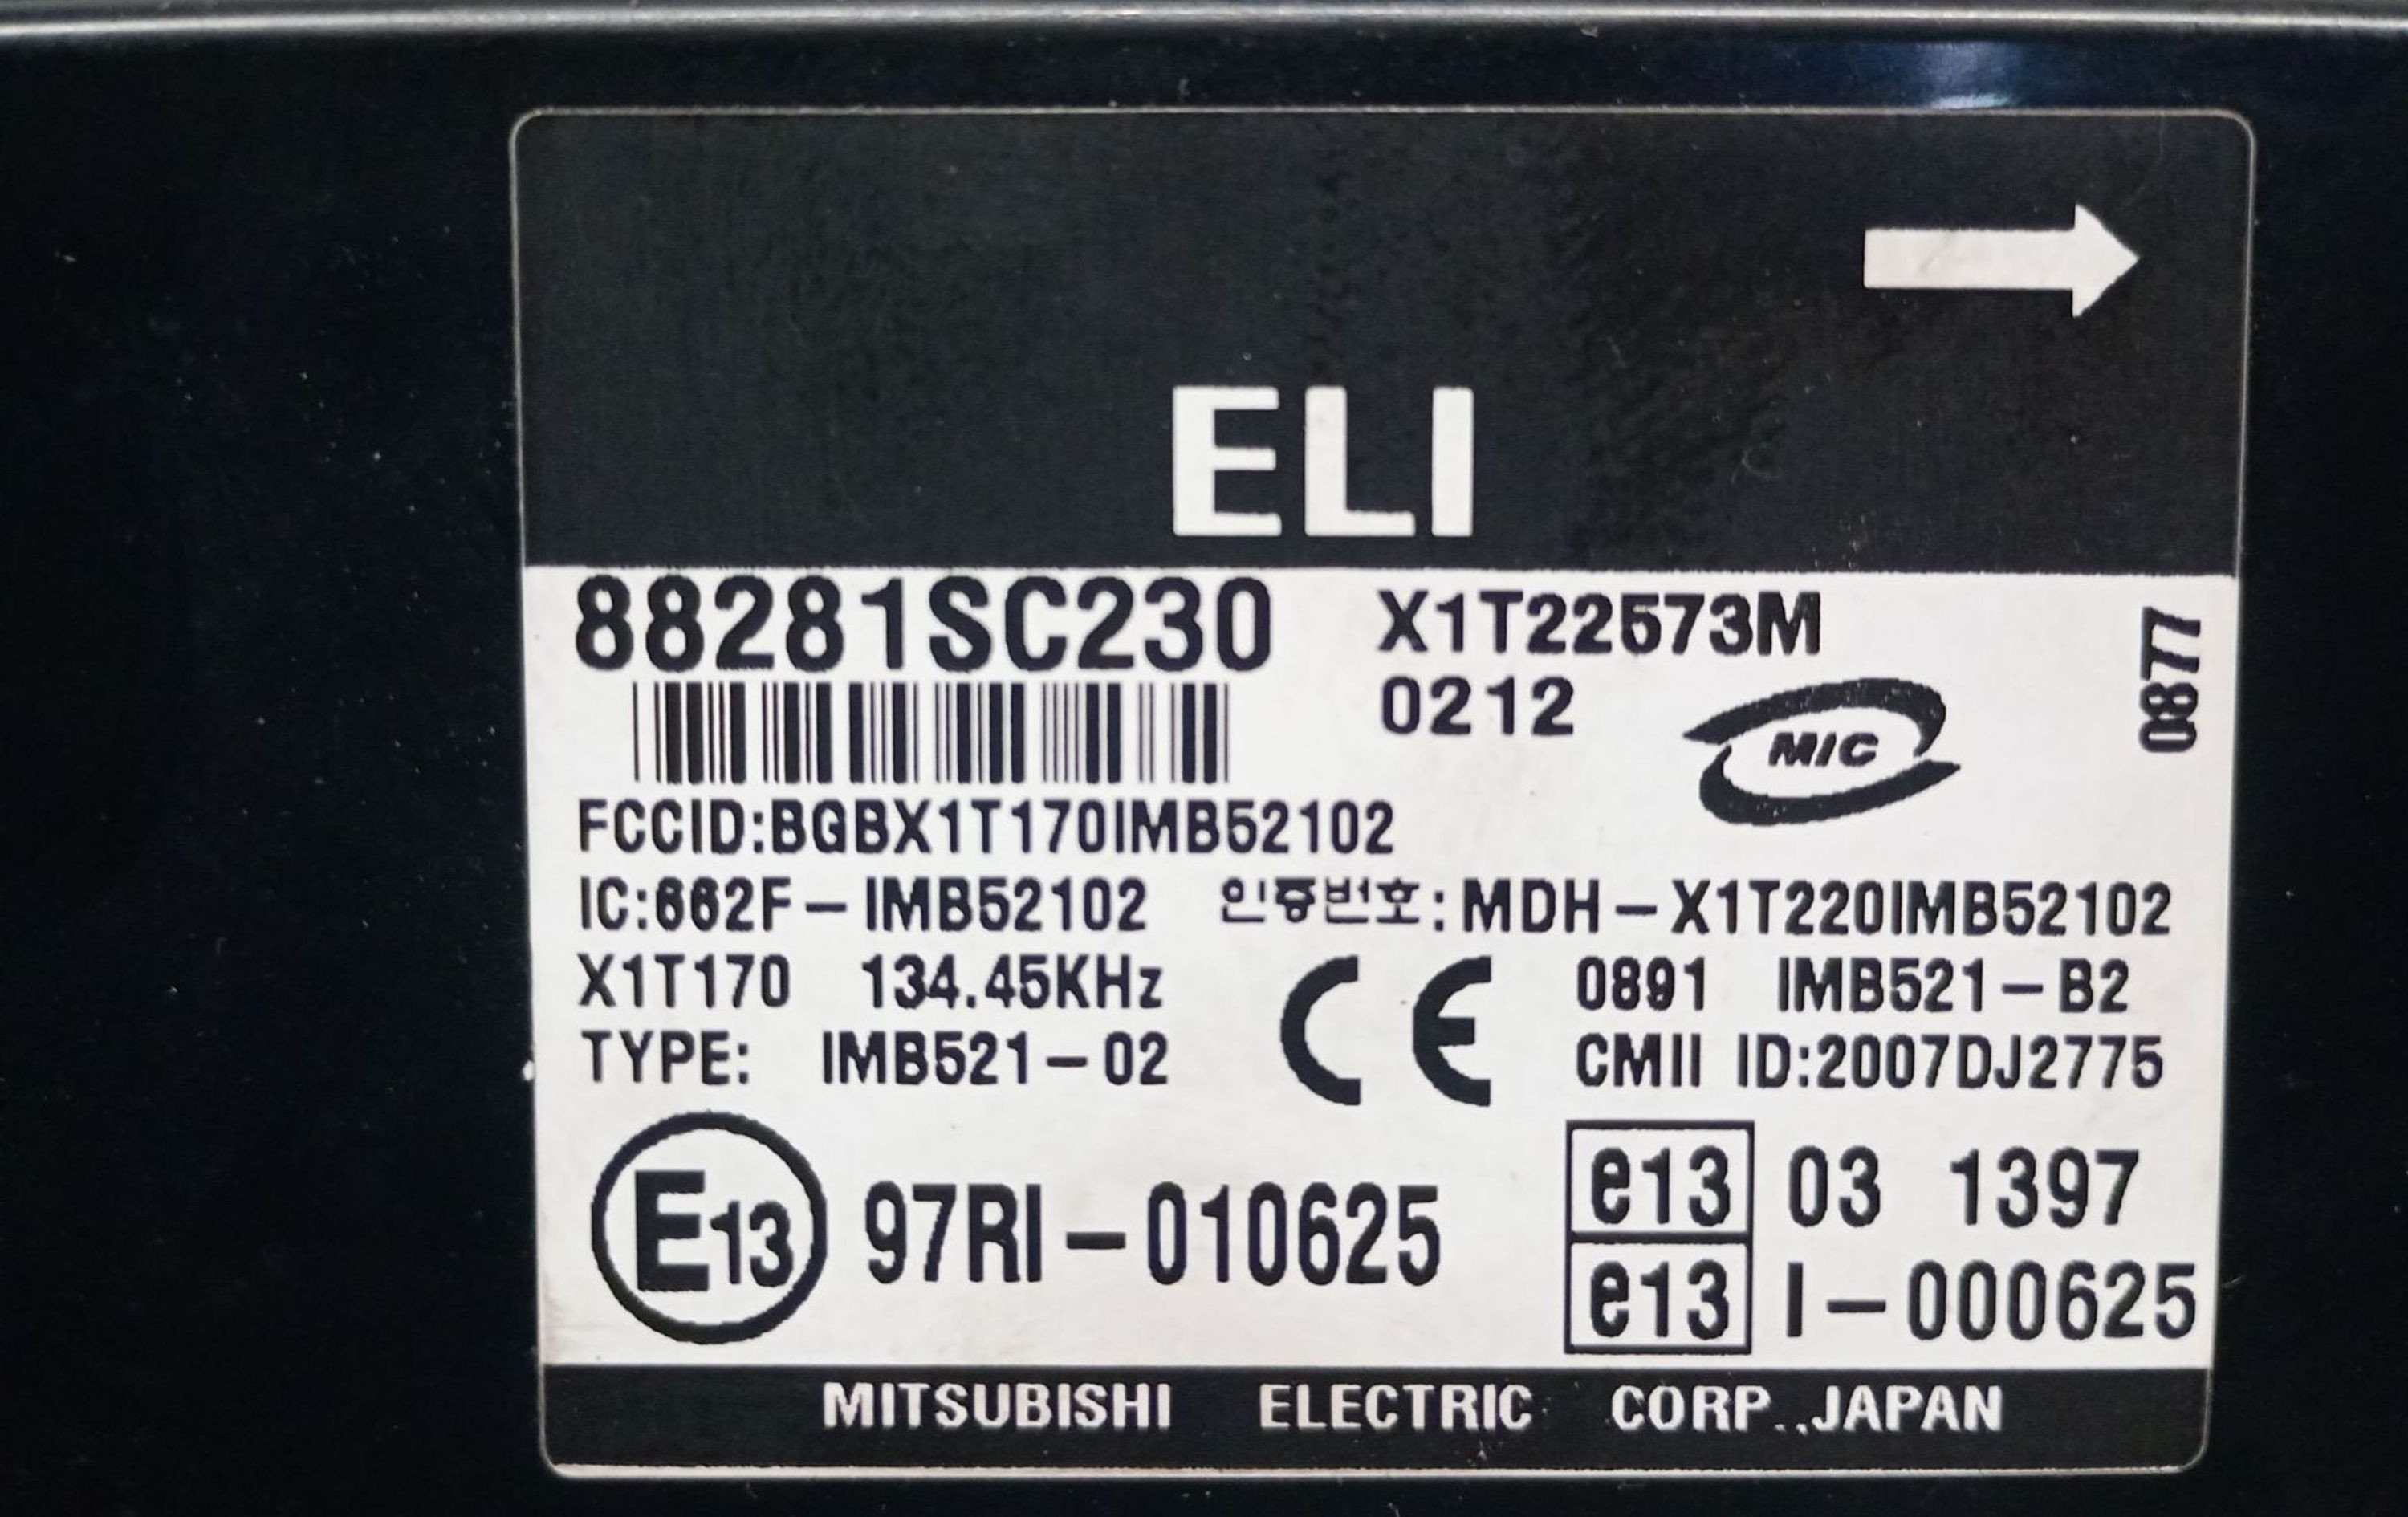 ELI
88281SC230 X1T22573M
0212
MIC
0877
FCCID:BGBX1T170IMB52102
IC:662F-IMB52102 인증번호:MDH-X1T220IMB52102
X1T170 134.45KHz CE 0891 IMB521-B2
TYPE: IMB521-02 CMII ID:2007DJ2775
E13 97RI-010625
e13 03 1397
e13 I-000625
MITSUBISHI ELECTRIC CORP.,JAPAN